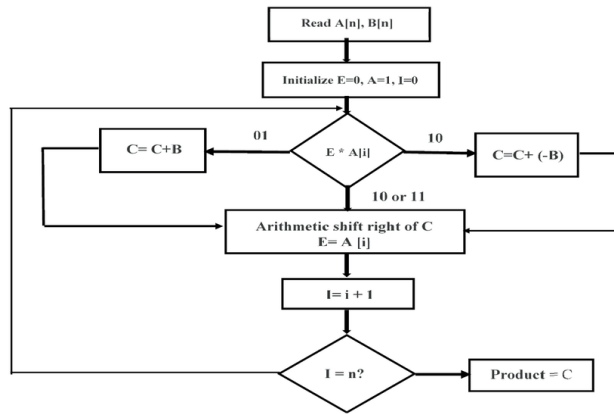 Read A[n], B[n]
Initialize E=0, A=1, I=0
E * A[i]
01
10
C= C+B
C=C+ (-B)
10 or 11
Arithmetic shift right of C
E= A [i]
I= i + 1
I = n?
Product = C